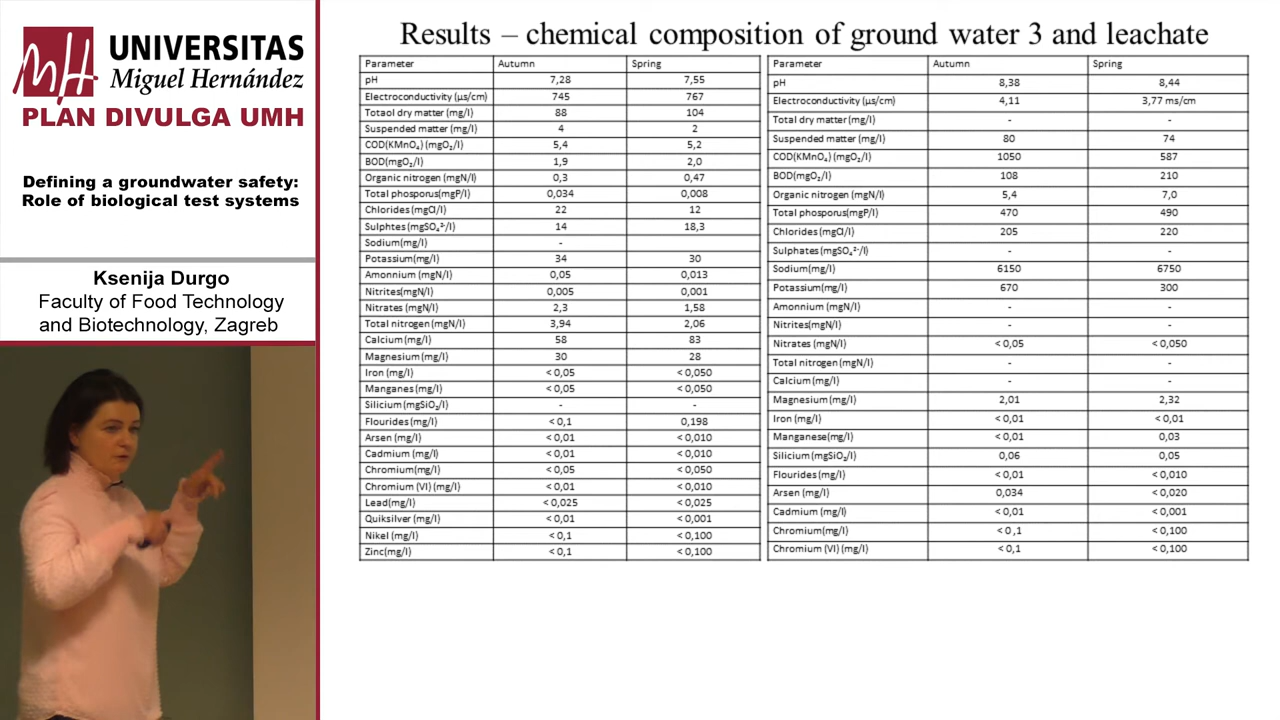 UNIVERSITAS
Miguel Hernández
PLAN DIVULGA UMH
Defining a groundwater safety:
Role of biological test systems
Ksenija Durgo
Faculty of Food Technology
and Biotechnology, Zagreb
Results – chemical composition of ground water 3 and leachate
Parameter Autumn Spring
pH 7,28 7,55
Electroconductivity (µs/cm) 745 767
Totaol dry matter (mg/l) 88 104
Suspended matter (mg/l) 4 2
COD(KMnO₄) (mgO₂/l) 5,4 5,2
BOD(mgO₂/l) 1,9 2,0
Organic nitrogen (mgN/l) 0,3 0,47
Total phosporus(mgP/l) 0,034 0,008
Chlorides (mgCl/l) 22 12
Sulphtes (mgSO₄²⁻/l) 14 18,3
Sodium(mg/l) -
Potassium(mg/l) 34 30
Amonnium (mgN/l) 0,05 0,013
Nitrites(mgN/l) 0,005 0,001
Nitrates (mgN/l) 2,3 1,58
Total nitrogen (mgN/l) 3,94 2,06
Calcium (mg/l) 58 83
Magnesium (mg/l) 30 28
Iron (mg/l) < 0,05 < 0,050
Manganes (mg/l) < 0,05 < 0,050
Silicium (mgSiO₂/l) - -
Flourides (mg/l) < 0,1 0,198
Arsen (mg/l) < 0,01 < 0,010
Cadmium (mg/l) < 0,01 < 0,010
Chromium(mg/l) < 0,05 < 0,050
Chromium (VI) (mg/l) < 0,01 < 0,010
Lead(mg/l) < 0,025 < 0,025
Quiksilver (mg/l) < 0,01 < 0,001
Nikel (mg/l) < 0,1 < 0,100
Zinc(mg/l) < 0,1 < 0,100
Parameter Autumn Spring
pH 8,38 8,44
Electroconductivity (µs/cm) 4,11 3,77 ms/cm
Total dry matter (mg/l) - -
Suspended matter (mg/l) 80 74
COD(KMnO₄) (mgO₂/l) 1050 587
BOD(mgO₂/l) 108 210
Organic nitrogen (mgN/l) 5,4 7,0
Total phosporus(mgP/l) 470 490
Chlorides (mgCl/l) 205 220
Sulphates (mgSO₄²⁻/l) - -
Sodium(mg/l) 6150 6750
Potassium(mg/l) 670 300
Amonnium (mgN/l) - -
Nitrites(mgN/l) - -
Nitrates (mgN/l) < 0,05 < 0,050
Total nitrogen (mgN/l) - -
Calcium (mg/l) - -
Magnesium (mg/l) 2,01 2,32
Iron (mg/l) < 0,01 < 0,01
Manganese(mg/l) < 0,01 0,03
Silicium (mgSiO₂/l) 0,06 0,05
Flourides (mg/l) < 0,01 < 0,010
Arsen (mg/l) 0,034 < 0,020
Cadmium (mg/l) < 0,01 < 0,001
Chromium(mg/l) < 0,1 < 0,100
Chromium (VI) (mg/l) < 0,1 < 0,100